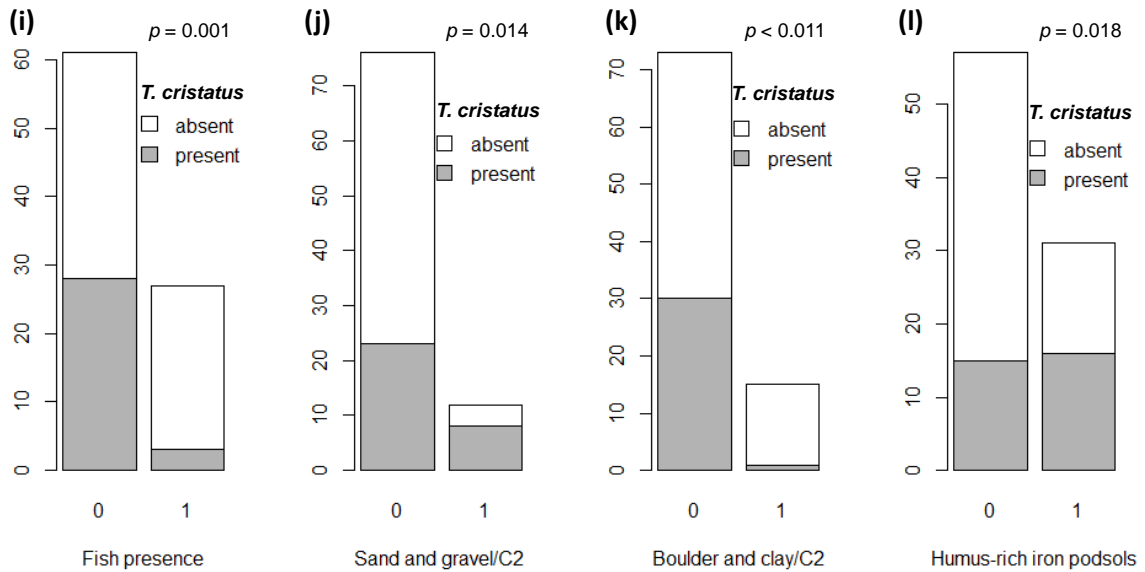 (i)
p = 0.001
T. cristatus
absent
present
60
50
40
30
20
10
0
0 1
Fish presence
(j)
p = 0.014
T. cristatus
absent
present
70
60
50
40
30
20
10
0
0 1
Sand and gravel/C2
(k)
p < 0.011
T. cristatus
absent
present
70
60
50
40
30
20
10
0
0 1
Boulder and clay/C2
(l)
p = 0.018
T. cristatus
absent
present
50
40
30
20
10
0
0 1
Humus-rich iron podsols